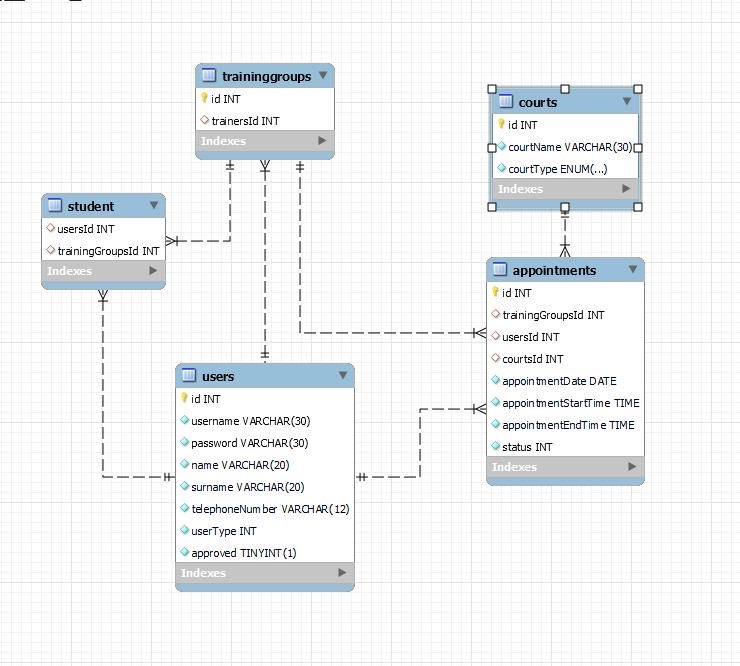 traininggroups
id INT
trainersId INT
Indexes
courts
id INT
courtName VARCHAR(30)
courtType ENUM(...)
Indexes
student
usersId INT
trainingGroupsId INT
Indexes
appointments
id INT
trainingGroupsId INT
usersId INT
courtsId INT
appointmentDate DATE
appointmentStartTime TIME
appointmentEndTime TIME
status INT
Indexes
users
id INT
username VARCHAR(30)
password VARCHAR(30)
name VARCHAR(20)
surname VARCHAR(20)
telephoneNumber VARCHAR(12)
userType INT
approved TINYINT(1)
Indexes